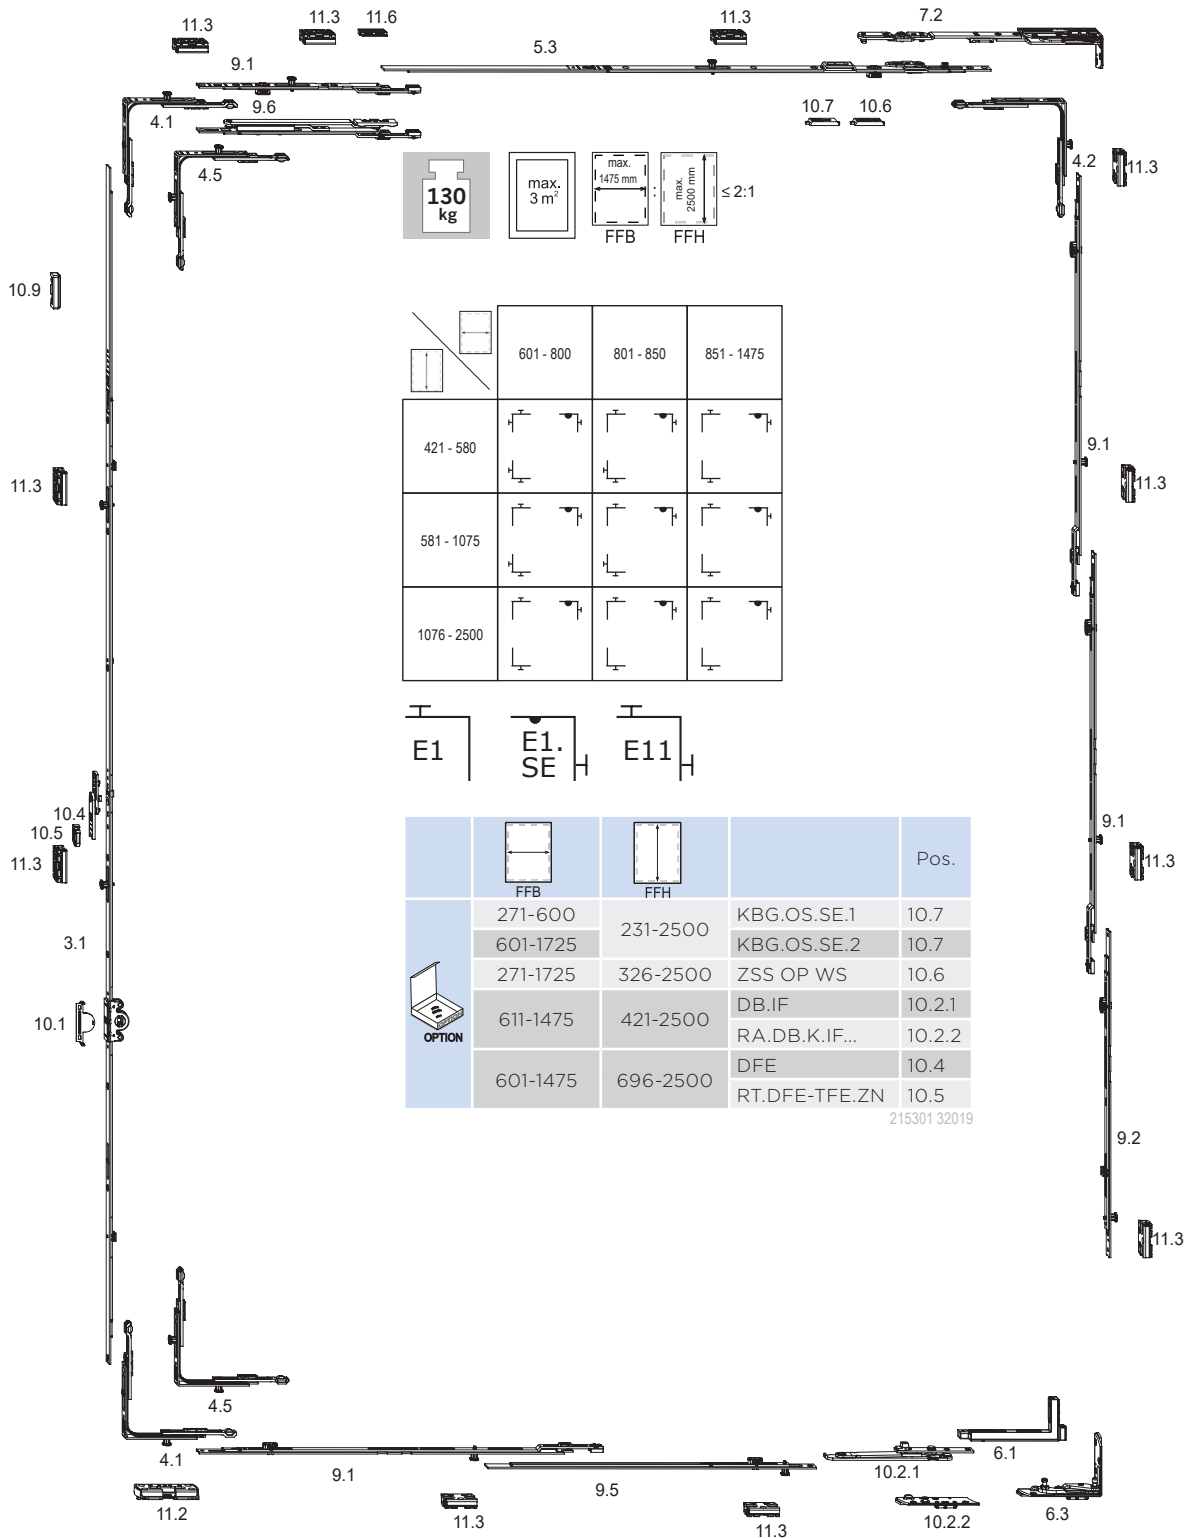 11.3
11.3
11.6
11.3
7.2
5.3
9.1
9.6
4.1
10.7
10.6
4.5
4.2
11.3
130
kg
max.
3 m²
max.
1475 mm
FFB
:
max.
2500 mm
FFH
≤ 2:1
10.9
601 - 800
801 - 850
851 - 1475
421 - 580
581 - 1075
1076 - 2500
11.3
9.1
11.3
E1
E1.
SE
E11
10.4
10.5
11.3
9.1
11.3
3.1
10.1
FFB
FFH
Pos.
271-600
231-2500
KBG.OS.SE.1
10.7
601-1725
KBG.OS.SE.2
10.7
271-1725
326-2500
ZSS OP WS
10.6
611-1475
421-2500
DB.IF
10.2.1
RA.DB.K.IF...
10.2.2
601-1475
696-2500
DFE
10.4
RT.DFE-TFE.ZN
10.5
OPTION
215301 32019
9.2
11.3
4.5
4.1
9.1
9.5
10.2.1
6.1
11.2
11.3
11.3
10.2.2
6.3